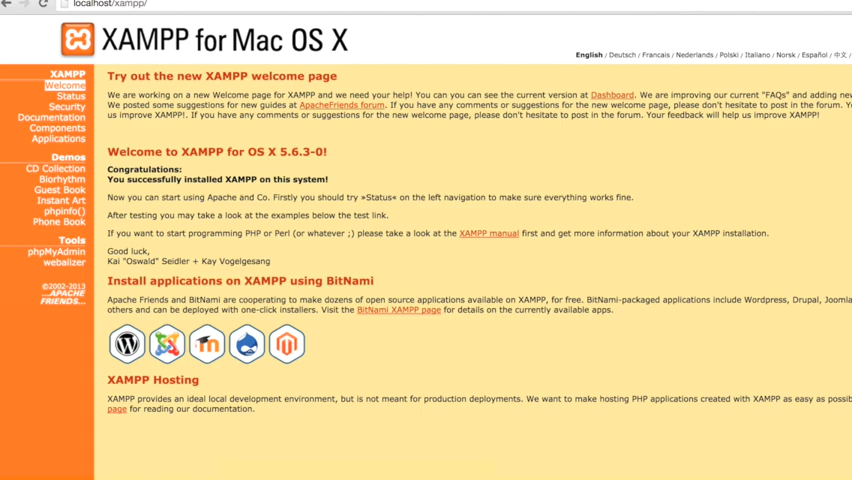 localhost/xampp/
XAMPP for Mac OS X
English / Deutsch / Francais / Nederlands / Polski / Italiano / Norsk / Español / 中文 /
XAMPP
Welcome
Status
Security
Documentation
Components
Applications
Demos
CD Collection
Biorhythm
Guest Book
Instant Art
phpinfo()
Phone Book
Tools
phpMyAdmin
webalizer
©2002-2013
...APACHE
FRIENDS...
Try out the new XAMPP welcome page
We are working on a new Welcome page for XAMPP and we need your help! You can you can see the current version at Dashboard. We are improving our current "FAQs" and adding new
We posted some suggestions for new guides at ApacheFriends forum. If you have any comments or suggestions for the new welcome page, please don't hesitate to post in the forum.
us improve XAMPP!. If you have any comments or suggestions for the new welcome page, please don't hesitate to post in the forum. Your feedback will help us improve XAMPP!
Welcome to XAMPP for OS X 5.6.3-0!
Congratulations:
You successfully installed XAMPP on this system!
Now you can start using Apache and Co. Firstly you should try »Status« on the left navigation to make sure everything works fine.
After testing you may take a look at the examples below the test link.
If you want to start programming PHP or Perl (or whatever ;) please take a look at the XAMPP manual first and get more information about your XAMPP installation.
Good luck,
Kai "Oswald" Seidler + Kay Vogelgesang
Install applications on XAMPP using BitNami
Apache Friends and BitNami are cooperating to make dozens of open source applications available on XAMPP, for free. BitNami-packaged applications include Wordpress, Drupal, Joomla
others and can be deployed with one-click installers. Visit the BitNami XAMPP page for details on the currently available apps.
XAMPP Hosting
XAMPP provides an ideal local development environment, but is not meant for production deployments. We want to make hosting PHP applications created with XAMPP as easy as
page for reading our documentation.